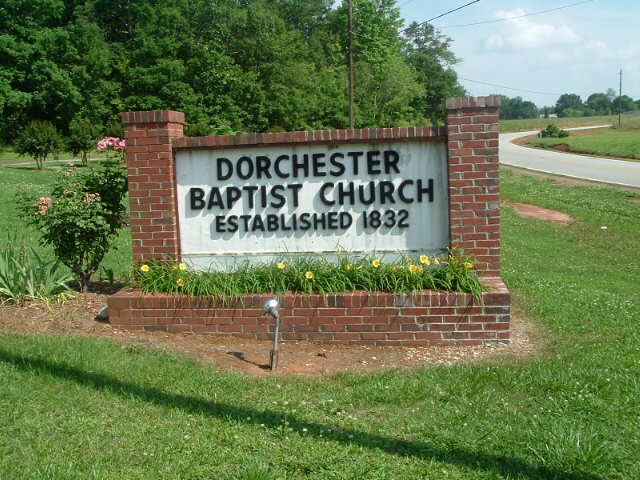 DORCHESTER
BAPTIST CHURCH
ESTABLISHED 1832